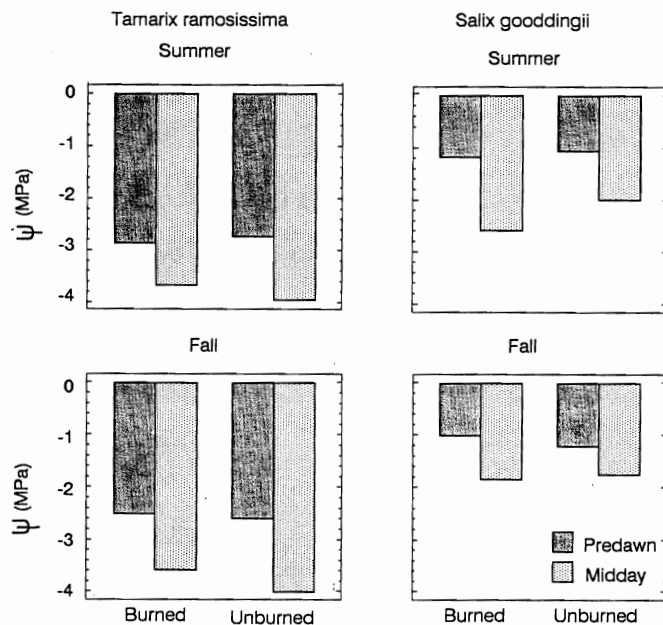 Tamarix ramosissima
Summer
Salix gooddingii
Summer
0
-1
-2
-3
-4
Ψ (MPa)
Fall
Fall
0
-1
-2
-3
-4
Ψ (MPa)
Predawn
Midday
Burned
Unburned
Burned
Unburned